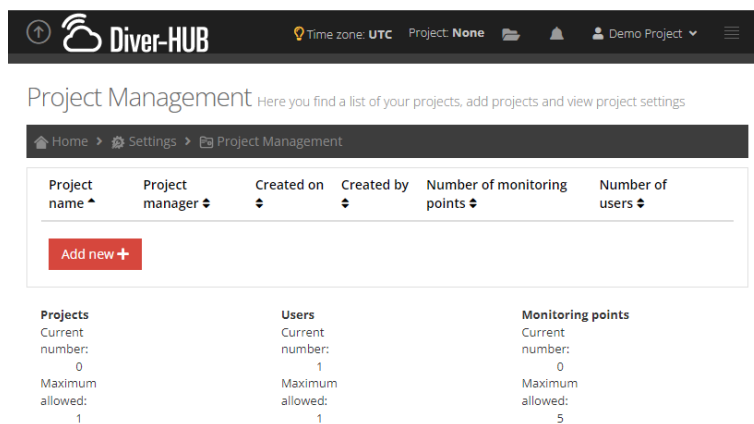 Diver-HUB Time zone: UTC Project: None Demo Project
Project Management Here you find a list of your projects, add projects and view project settings
Home > Settings > Project Management
Project name Project manager Created on Created by Number of monitoring points Number of users
Add new +
Projects Users Monitoring points
Current number: Current number: Current number:
0 1 0
Maximum allowed: Maximum allowed: Maximum allowed:
1 1 5